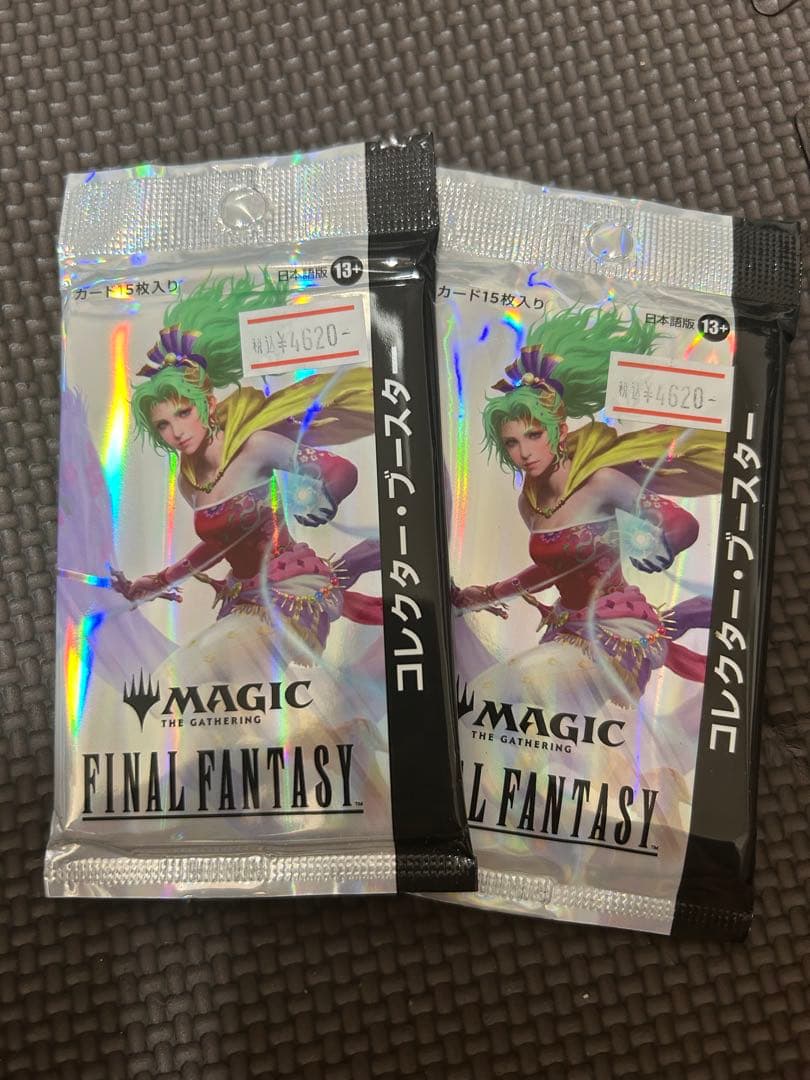 カード15枚入り
日本語版 13+
税込¥4620-
コレクター・ブースター
MAGIC
THE GATHERING
FINAL FANTASY™
カード15枚入り
日本語版 13+
税込¥4620-
コレクター・ブースター
MAGIC
THE GATHERING
L FANTASY™